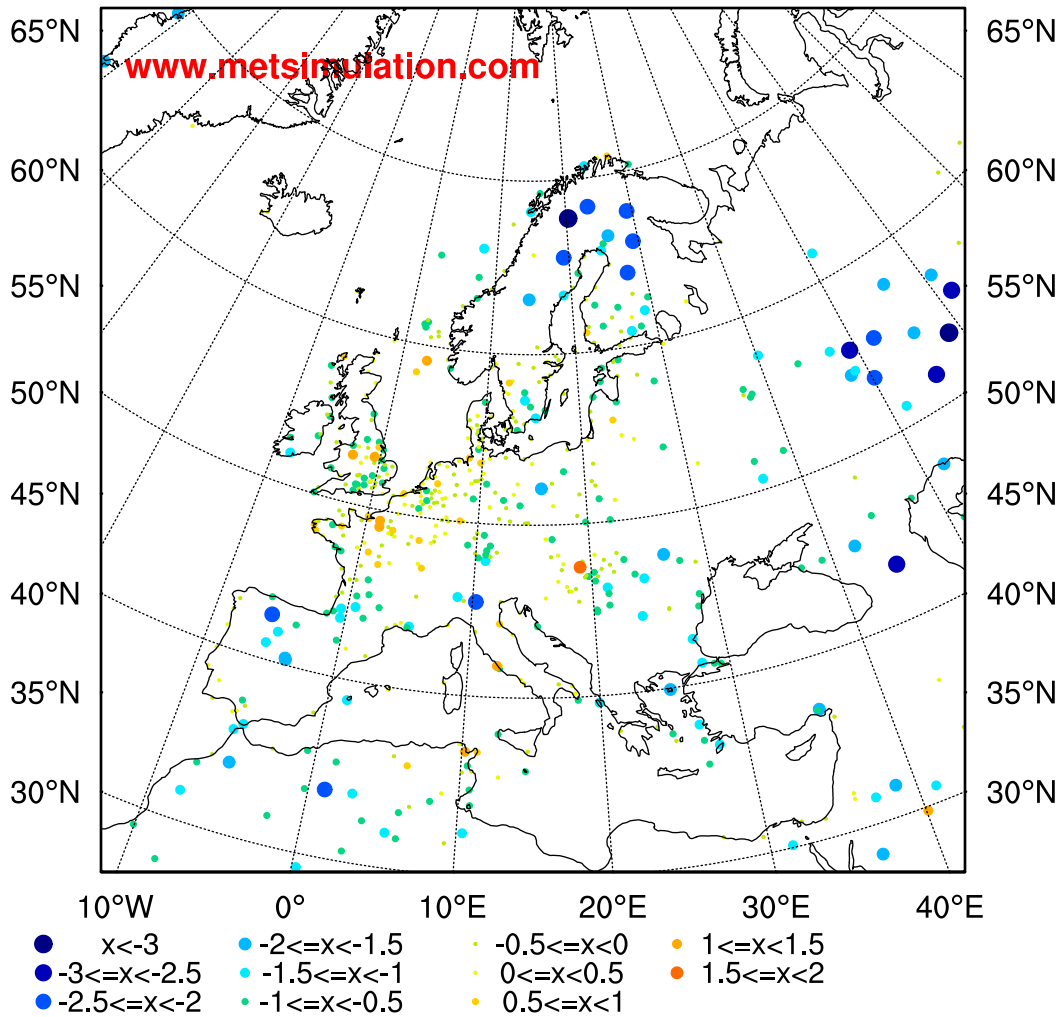 65°N 65°N
www.metsimulation.com
60°N 60°N
55°N 55°N
50°N 50°N
45°N 45°N
40°N 40°N
35°N 35°N
30°N 30°N
10°W 0° 10°E 20°E 30°E 40°E
x<-3 -2<=x<-1.5 -0.5<=x<0 1<=x<1.5
-3<=x<-2.5 -1.5<=x<-1 0<=x<0.5 1.5<=x<2
-2.5<=x<-2 -1<=x<-0.5 0.5<=x<1